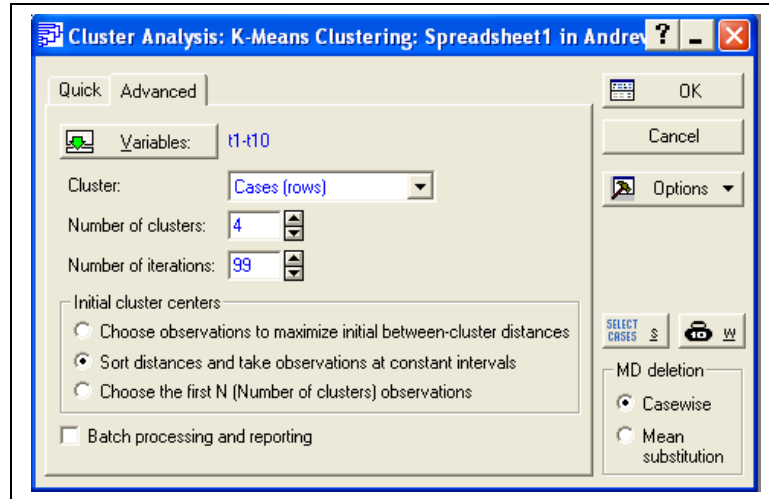 Cluster Analysis: K-Means Clustering: Spreadsheet1 in Andrew
?
Quick
Advanced
OK
Variables:
t1-t10
Cancel
Cluster:
Cases (rows)
Options
Number of clusters:
4
Number of iterations:
99
Initial cluster centers
Choose observations to maximize initial between-cluster distances
Sort distances and take observations at constant intervals
Choose the first N (Number of clusters) observations
SELECT
CASES
S
W
MD deletion
Casewise
Mean
substitution
Batch processing and reporting